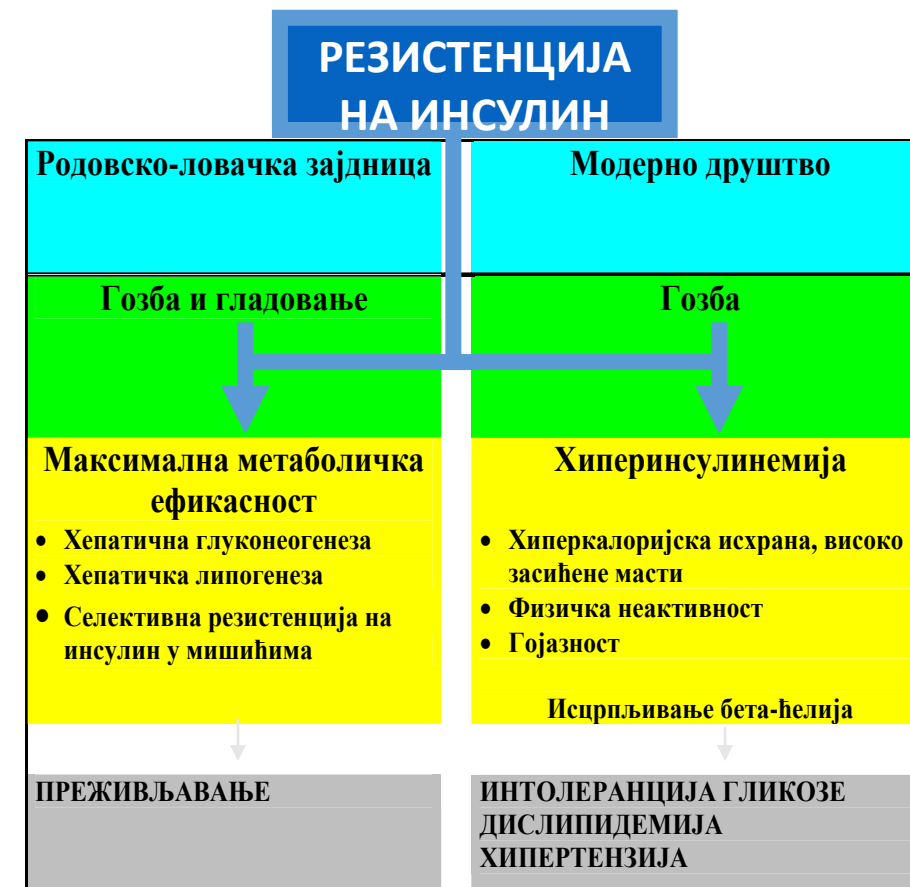 РЕЗИСТЕНЦИЈА
НА ИНСУЛИН
Родовско-ловачка зајдница
Модерно друштво
Гозба и гладовање
Гозба
Максимална метаболичка
ефикасност
• Хепатична глуконеогенеза
• Хепатичка липогенеза
• Селективна резистенција на
инсулин у мишићима
Хиперинсулинемија
• Хиперкалоријска исхрана, високо
засићене масти
• Физичка неактивност
• Гојазност
Исцрпљивање бета-ћелија
ПРЕЖИВЉАВАЊЕ
ИНТОЛЕРАНЦИЈА ГЛИКОЗЕ
ДИСЛИПИДЕМИЈА
ХИПЕРТЕНЗИЈА